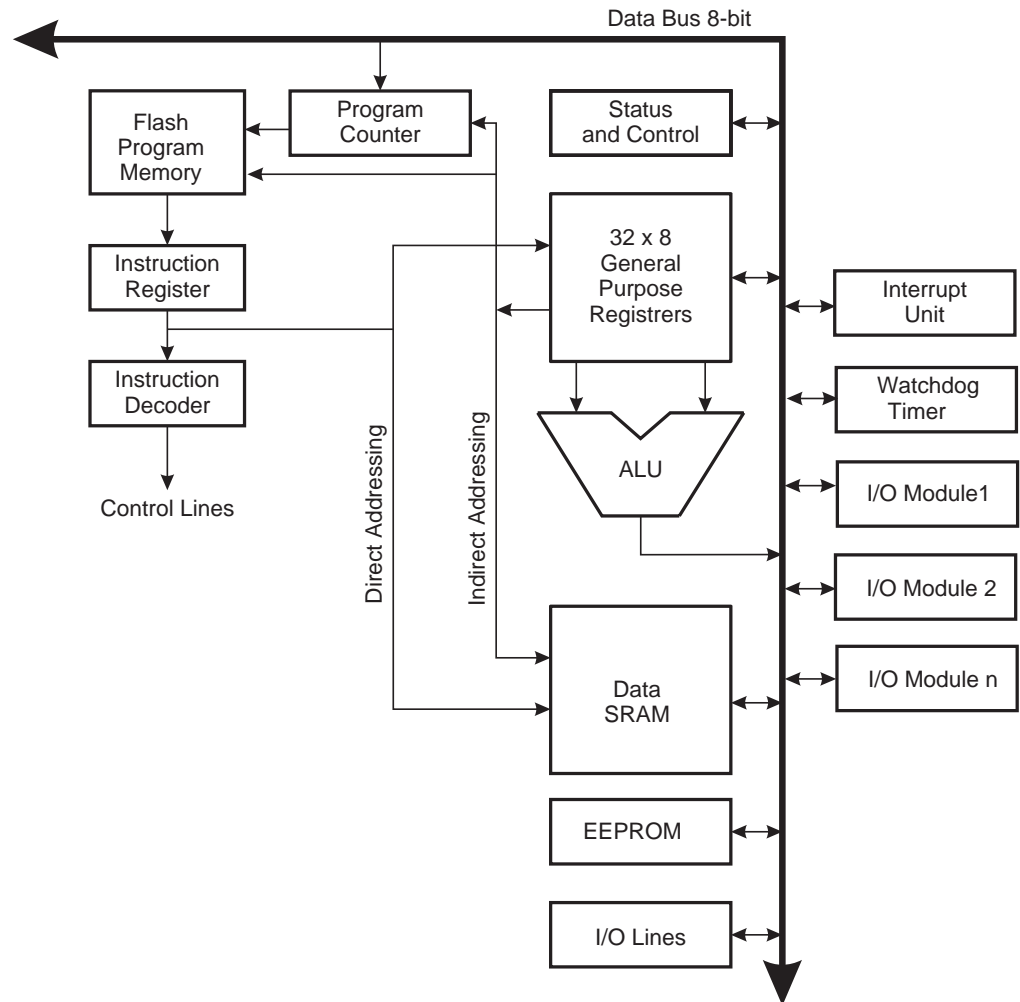 Data Bus 8-bit
Flash
Program
Memory
Program
Counter
Status
and Control
32 x 8
General
Purpose
Registrers
Instruction
Register
Interrupt
Unit
Instruction
Decoder
Watchdog
Timer
Direct Addressing
Indirect Addressing
ALU
I/O Module1
Control Lines
I/O Module 2
I/O Module n
Data
SRAM
EEPROM
I/O Lines